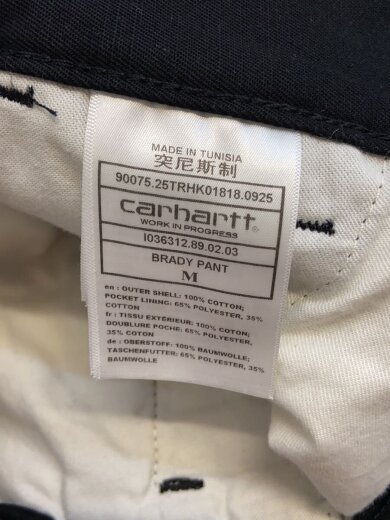 MADE IN TUNISIA
突尼斯制
90075.25TRHK01818.0925
carhartt®
WORK IN PROGRESS
I036312.89.02.03
BRADY PANT
M
en : OUTER SHELL: 100% COTTON;
POCKET LINING: 65% POLYESTER, 35%
COTTON
fr : TISSU EXTÉRIEUR: 100% COTON;
DOUBLURE POCHE: 65% POLYESTER,
35% COTON
de : OBERSTOFF: 100% BAUMWOLLE;
TASCHENFUTTER: 65% POLYESTER, 35%
BAUMWOLLE